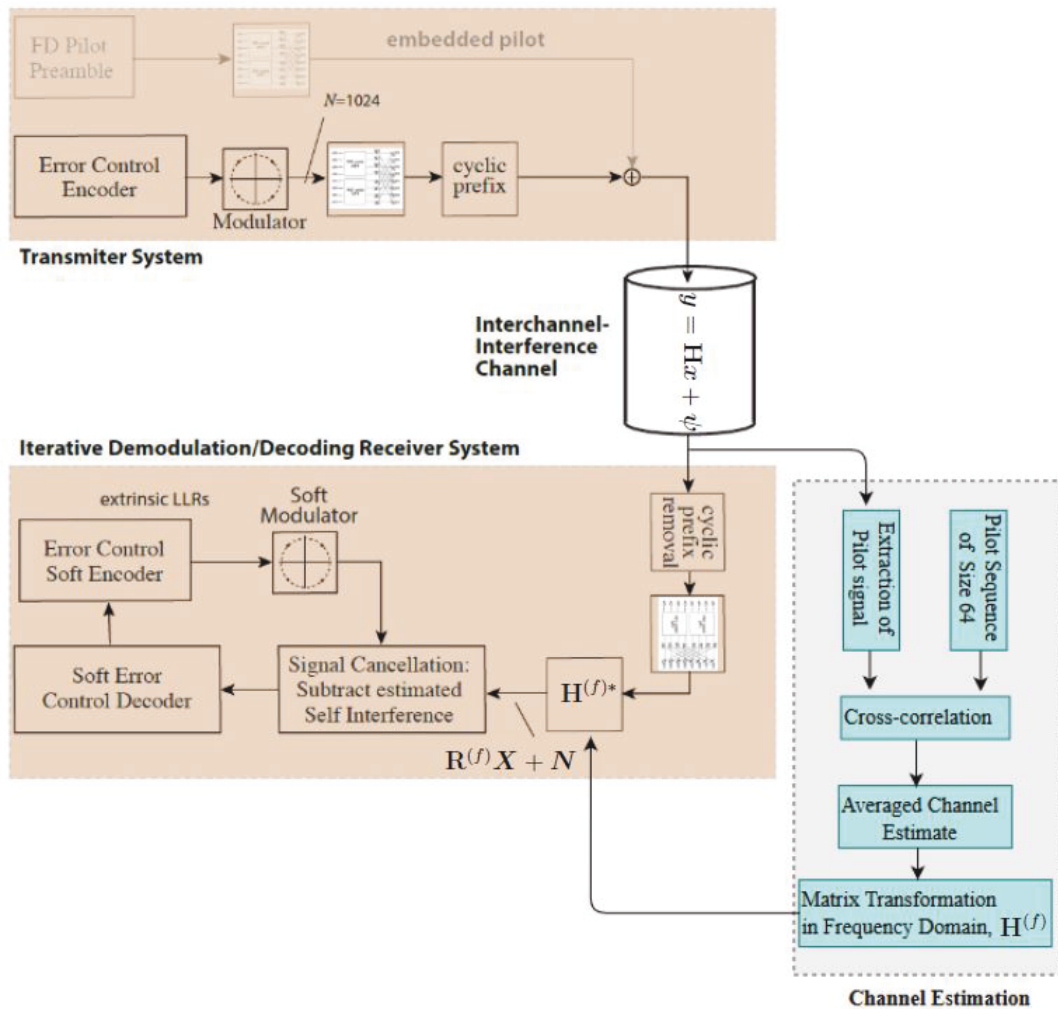 FD Pilot
Preamble
embedded pilot
N=1024
Error Control
Encoder
Modulator
cyclic
prefix
Transmiter System
Interchannel-
Interference
Channel
y = Hx + ψ
Iterative Demodulation/Decoding Receiver System
extrinsic LLRs
Soft
Modulator
Error Control
Soft Encoder
Soft Error
Control Decoder
Signal Cancellation:
Subtract estimated
Self Interference
H^{(f)*}
R^{(f)}X + N
cyclic
prefix
removal
Extraction of
Pilot signal
Pilot Sequence
of Size 64
Cross-correlation
Averaged Channel
Estimate
Matrix Transformation
in Frequency Domain, H^{(f)}
Channel Estimation